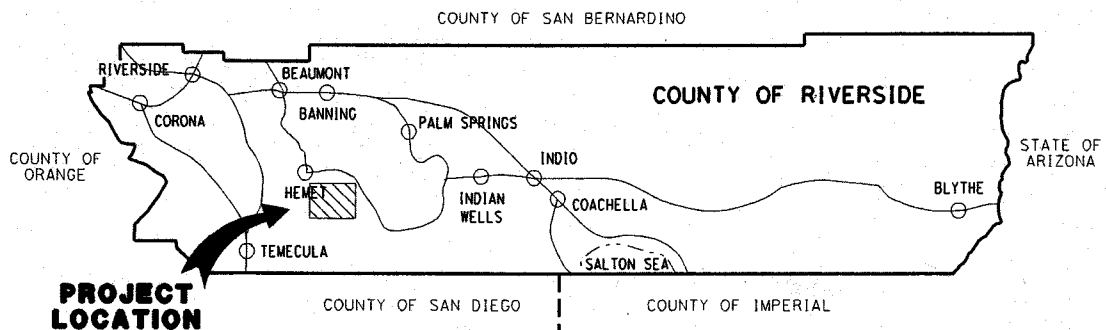 COUNTY OF SAN BERNARDINO
RIVERSIDE
BEAUMONT
COUNTY OF RIVERSIDE
CORONA
BANNING
PALM SPRINGS
COUNTY OF
ORANGE
STATE OF
ARIZONA
INDIO
HEMET
INDIAN
WELLS
COACHELLA
BLYTHE
TEMECULA
SALTON SEA
PROJECT
LOCATION
COUNTY OF SAN DIEGO
COUNTY OF IMPERIAL